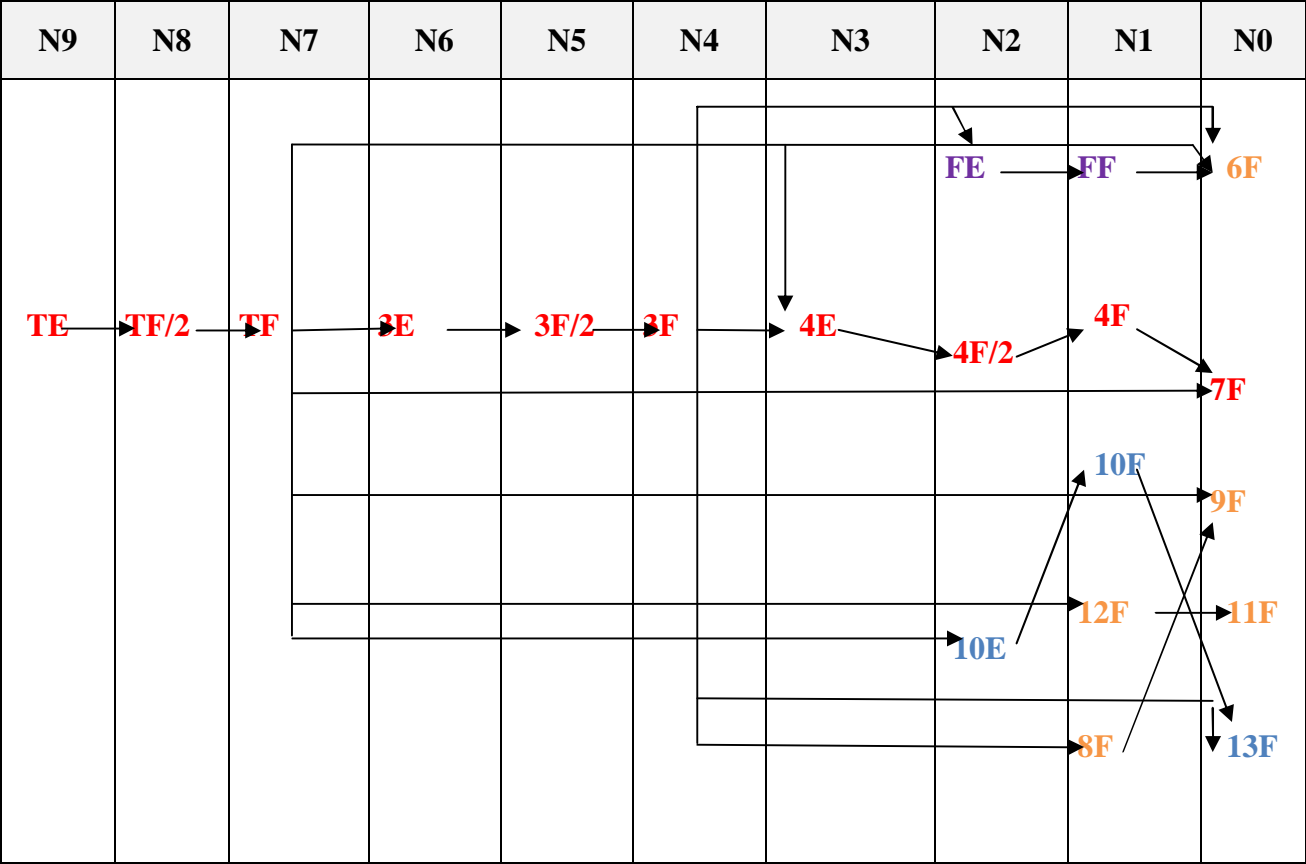 N9 N8 N7 N6 N5 N4 N3 N2 N1 N0
FE FF 6F
TE TF/2 TF 3E 3F/2 3F 4E 4F/2 4F
7F
10F
9F
12F 11F
10E
8F 13F